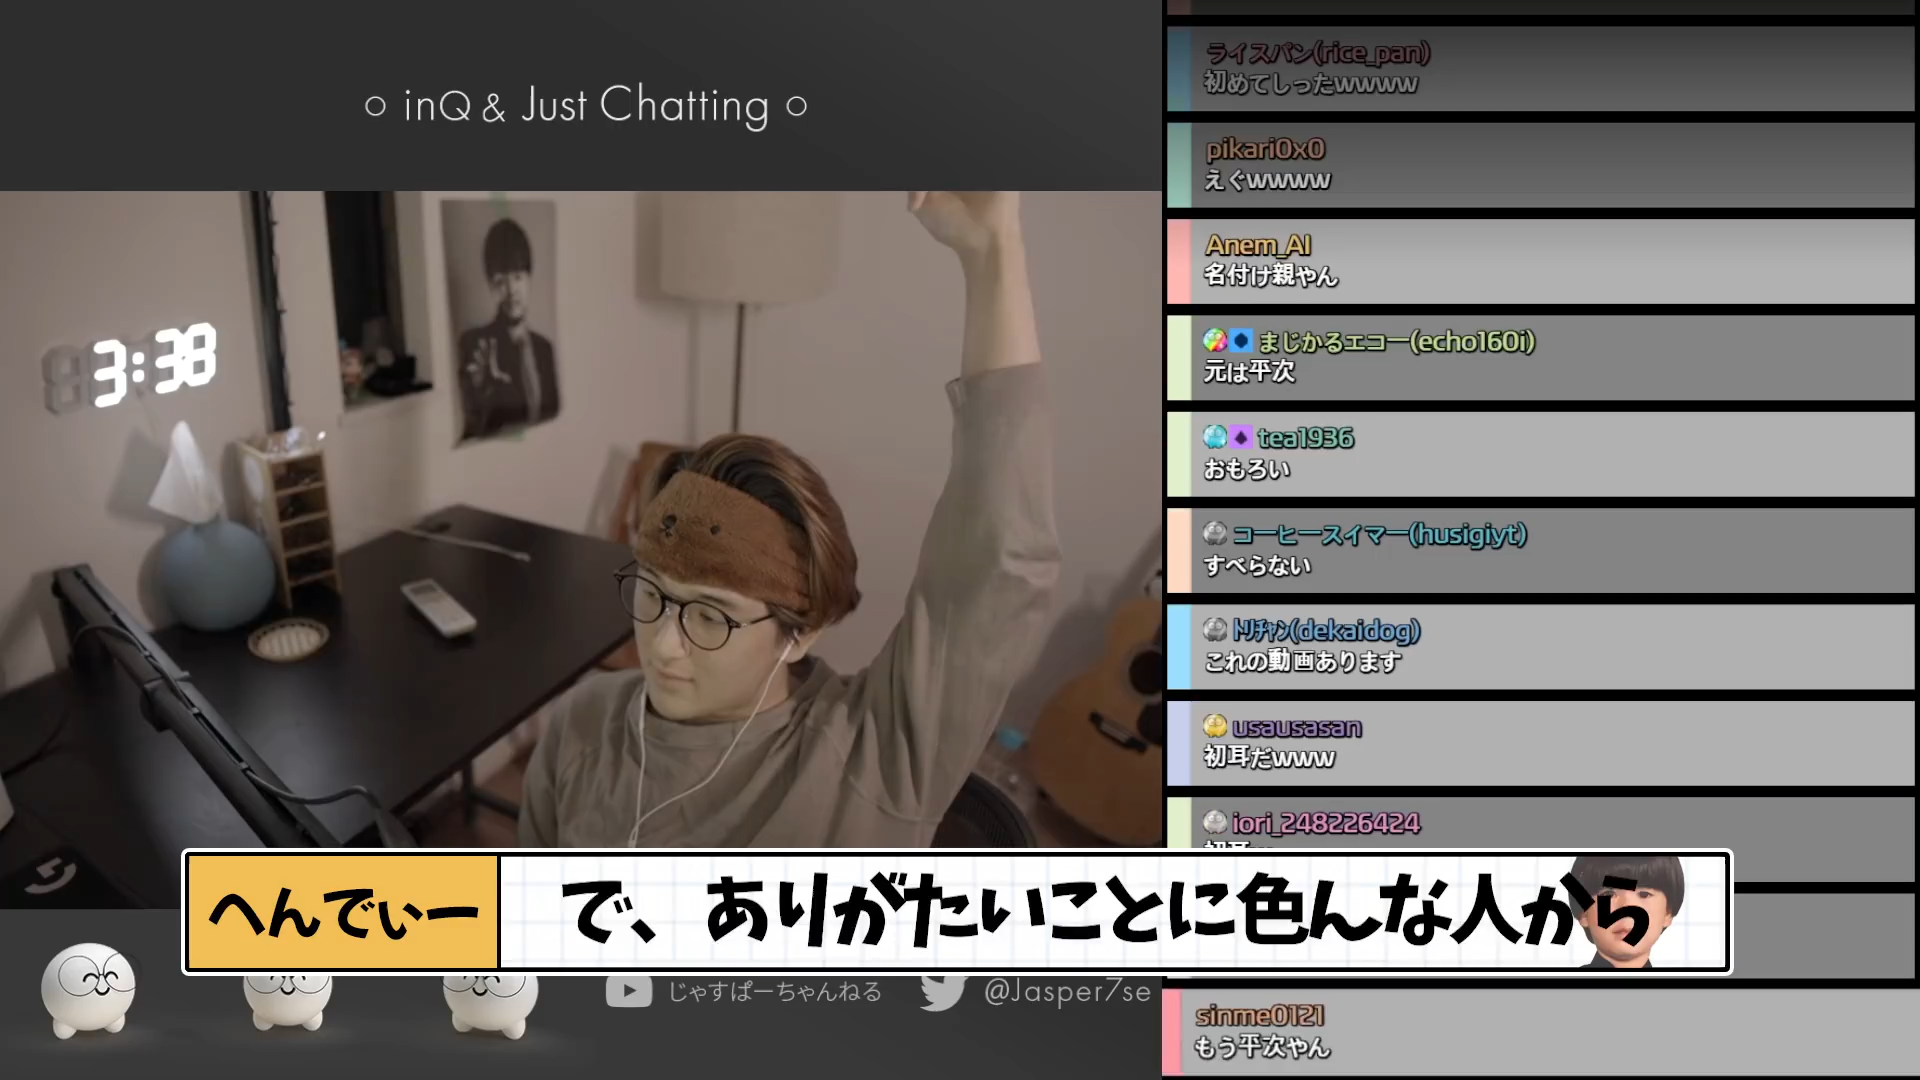 ○ inQ & Just Chatting ○
3:38
ライスパン(rice_pan)
初めてしったwwww
pikari0x0
えぐwwww
Anem_AI
名付け親やん
まじかるエコー(echo160i)
元は平次
tea1936
おもろい
コーヒースイマー(husigiyt)
すべらない
ﾄﾘﾁｬﾝ(dekaidog)
これの動画あります
usausasan
初耳だwww
iori_248226424
へんでぃー
で、ありがたいことに色んな人から
じゃすぱーちゃんねる
@Jasper7se
sinme0121
もう平次やん